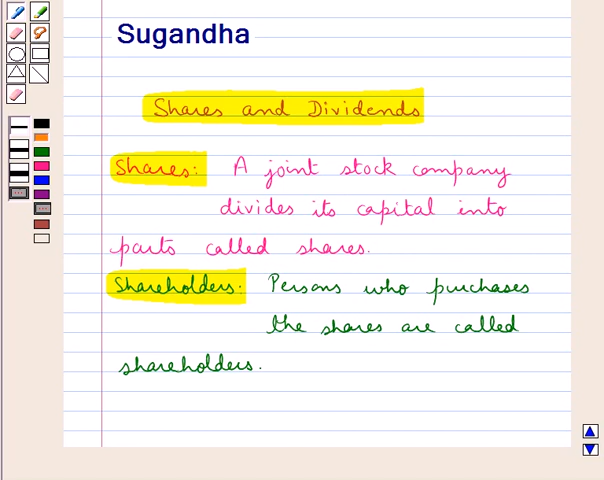 Sugandha
Shares and Dividends
Shares: A joint stock company
divides its capital into
parts called shares.
Shareholders: Persons who purchases
the shares are called
shareholders.